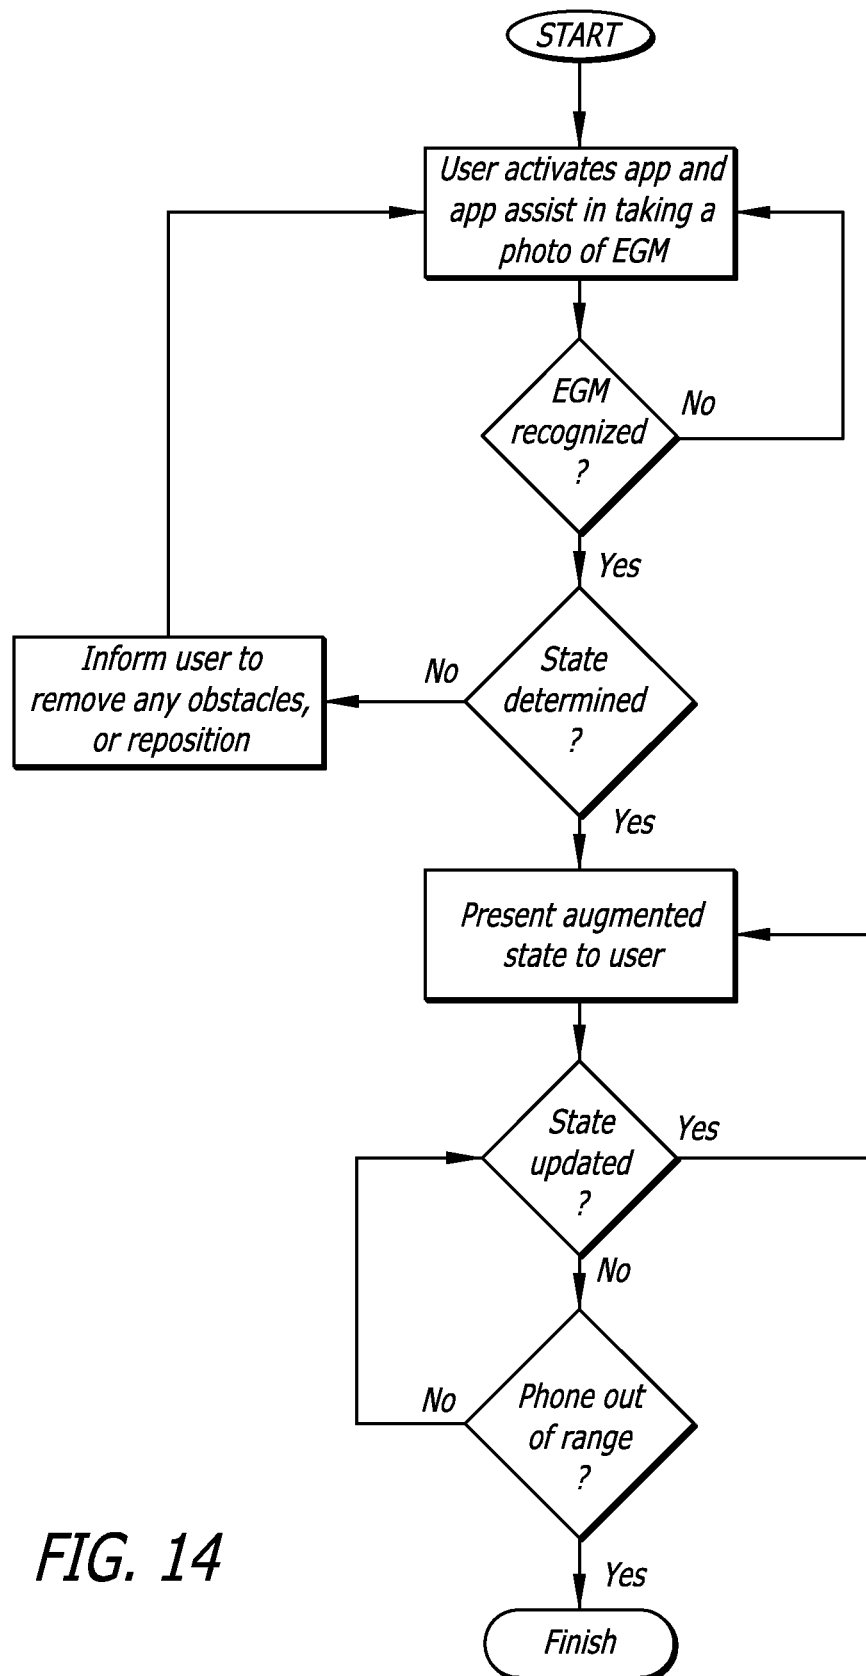 START
User activates app and
app assist in taking a
photo of EGM
EGM
recognized
?
No
Yes
State
determined
?
No
Inform user to
remove any obstacles,
or reposition
Yes
Present augmented
state to user
State
updated
?
Yes
No
Phone out
of range
?
No
Yes
Finish
FIG. 14